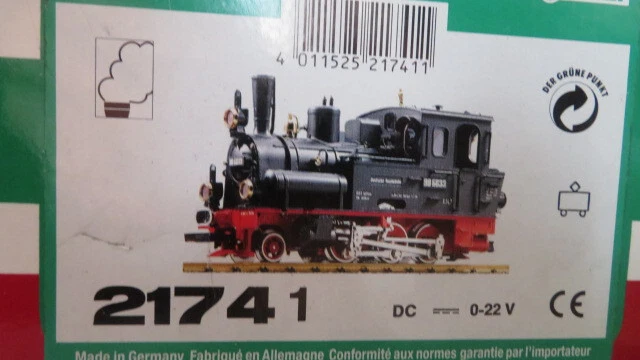 4 011525 217411
DER GRÜNE PUNKT
99 5033
21741
DC 0-22 V
CE
Made in Germany Fabriqué en Allemagne Conformité aux normes garantie par l'importateur